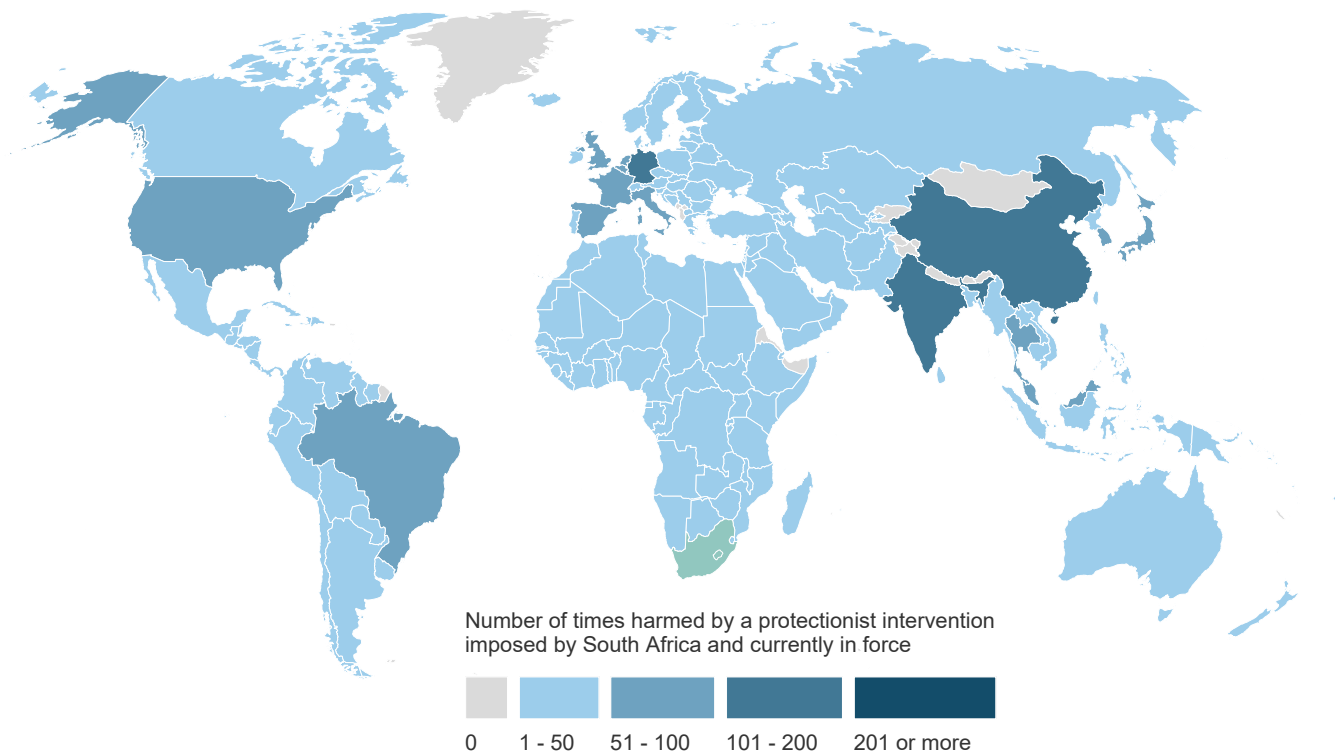 Number of times harmed by a protectionist intervention
imposed by South Africa and currently in force
0
1 - 50
51 - 100
101 - 200
201 or more